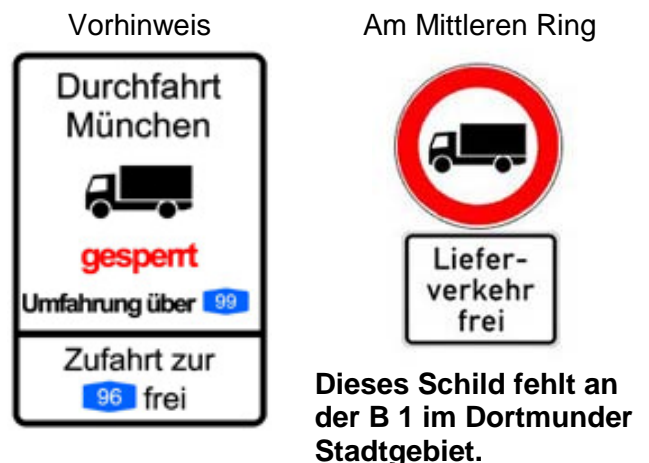 Vorhinweis
Durchfahrt
München
gesperrt
Umfahrung über 99
Zufahrt zur
96 frei
Am Mittleren Ring
Liefer-
verkehr
frei
Dieses Schild fehlt an
der B 1 im Dortmunder
Stadtgebiet.